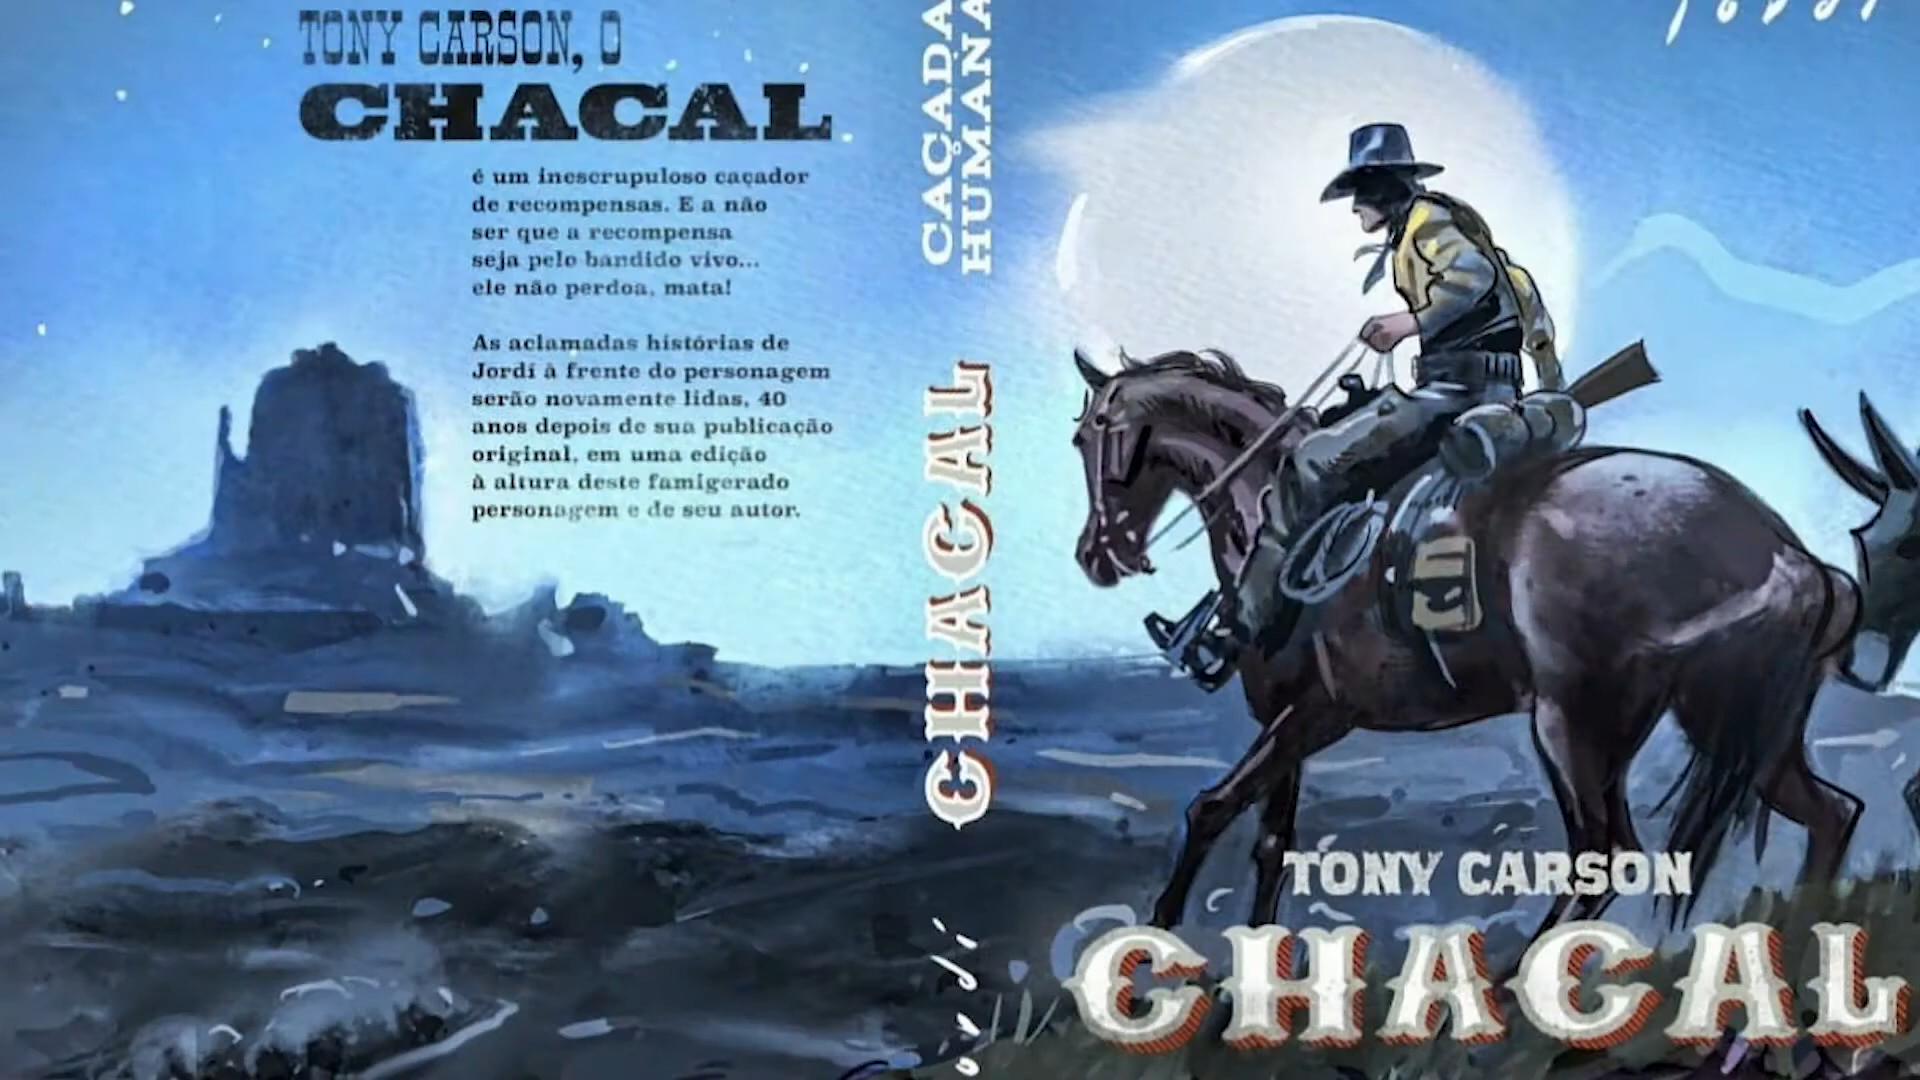 TONY CARSON, O
CHACAL
é um inescrupuloso caçador
de recompensas. E a não
ser que a recompensa
seja pelo bandido vivo...
ele não perdoa, mata!
As aclamadas histórias de
Jordí à frente do personagem
serão novamente lidas, 40
anos depois de sua publicação
original, em uma edição
à altura deste famigerado
personagem e de seu autor.
CAÇADA
HUMANA
CHACAL
TONY CARSON
CHACAL